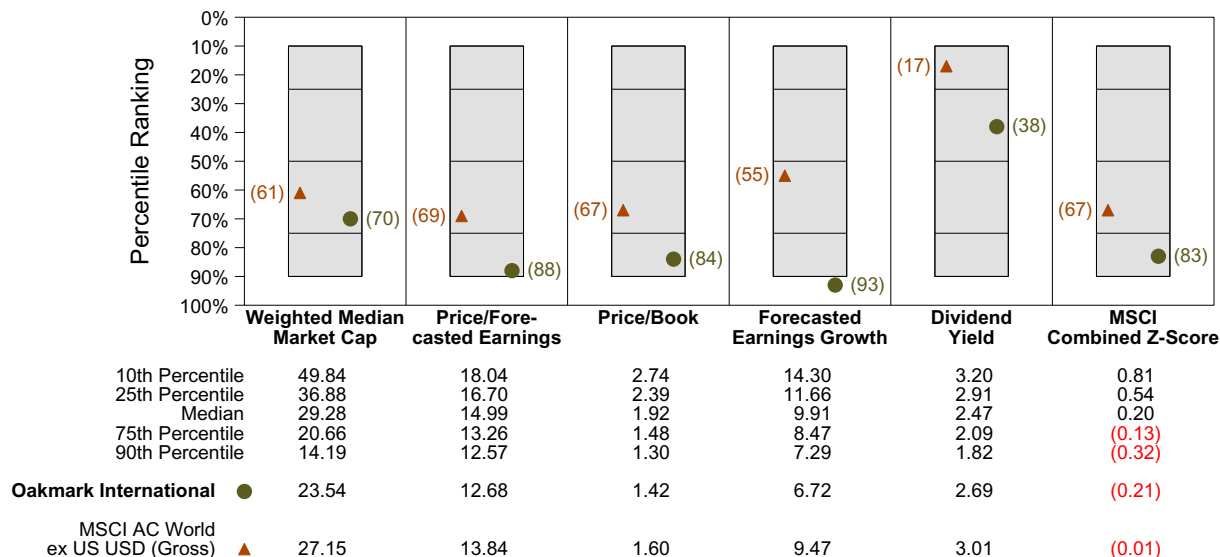 Percentile Ranking
0%
10%
20%
30%
40%
50%
60%
70%
80%
90%
100%
(61)
(70)
(69)
(88)
(67)
(84)
(55)
(93)
(17)
(38)
(67)
(83)
Weighted Median
Market Cap
Price/Fore-
casted Earnings
Price/Book
Forecasted
Earnings Growth
Dividend
Yield
MSCI
Combined Z-Score
10th Percentile 49.84 18.04 2.74 14.30 3.20 0.81
25th Percentile 36.88 16.70 2.39 11.66 2.91 0.54
Median 29.28 14.99 1.92 9.91 2.47 0.20
75th Percentile 20.66 13.26 1.48 8.47 2.09 (0.13)
90th Percentile 14.19 12.57 1.30 7.29 1.82 (0.32)
Oakmark International 23.54 12.68 1.42 6.72 2.69 (0.21)
MSCI AC World
ex US USD (Gross) 27.15 13.84 1.60 9.47 3.01 (0.01)